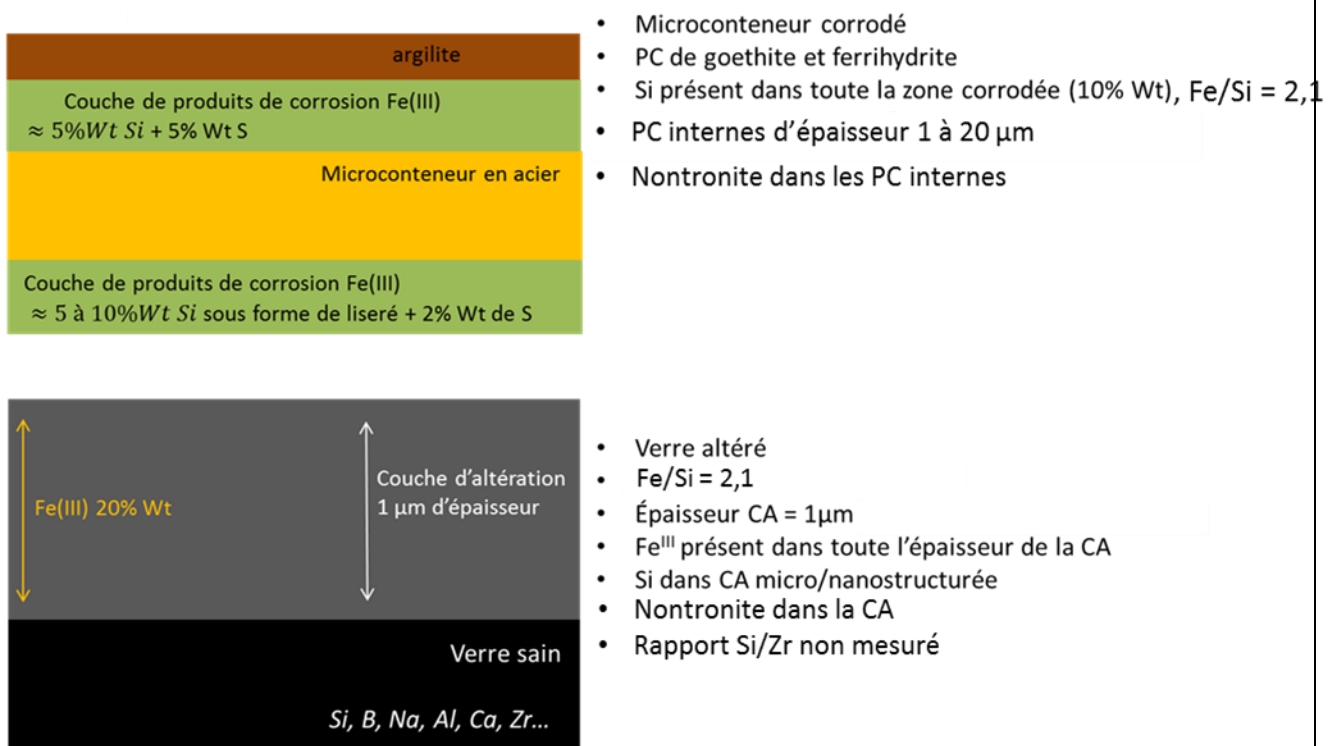 argilite
Couche de produits de corrosion Fe(III)
≈ 5%Wt Si + 5% Wt S
Microconteneur en acier
Couche de produits de corrosion Fe(III)
≈ 5 à 10%Wt Si sous forme de liseré + 2% Wt de S
• Microconteneur corrodé
• PC de goethite et ferrihydrite
• Si présent dans toute la zone corrodée (10% Wt), Fe/Si = 2,1
• PC internes d’épaisseur 1 à 20 µm
• Nontronite dans les PC internes
Fe(III) 20% Wt
Couche d’altération
1 µm d’épaisseur
Verre sain
Si, B, Na, Al, Ca, Zr...
• Verre altéré
• Fe/Si = 2,1
• Épaisseur CA = 1µm
• Feᴵᴵᴵ présent dans toute l’épaisseur de la CA
• Si dans CA micro/nanostructurée
• Nontronite dans la CA
• Rapport Si/Zr non mesuré